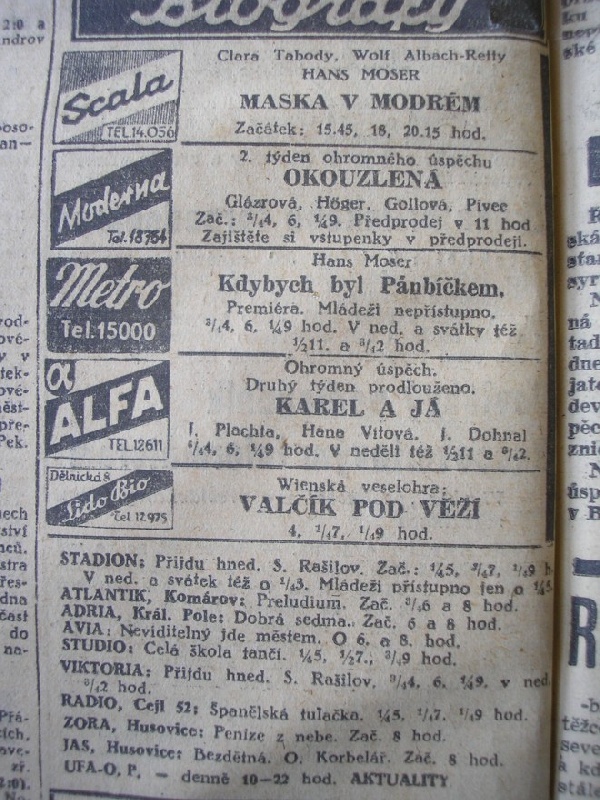 Biografy
Scala
TEL.14.056
Clara Tabody, Wolf Albach-Retty
HANS MOSER
MASKA V MODRÉM
Začátek: 15.45, 18, 20.15 hod.
Moderna
Tel. 18764
2. týden ohromného úspěchu
OKOUZLENÁ
Glázrová, Höger, Gollová, Pivec
Zač.: ¾4, 6, ¼9. Předprodej v 11 hod
Zajištěte si vstupenky v předprodeji.
Metro
Tel.15000
Hans Moser
Kdybych byl Pánbíčkem.
Premiéra. Mládeži nepřístupno.
¾4, 6, ¼9 hod. V ned. a svátky též
½11. a ¾2 hod.
α
ALFA
TEL.12611
Ohromný úspěch.
Druhý týden prodlouženo.
KAREL A JÁ
J. Plachta, Hana Vítová, J. Dohnal
¾4, 6, ¼9 hod. V neděli též ½11 a ¾2.
Dělnická 8
Lido Bio
Tel 12975
Wienská veselohra:
VALČÍK POD VĚŽÍ
4, ¼7, ¼9 hod.
STADION: Přijdu hned. S. Rašilov. Zač.: ¼5, ¾7, ¼9 h
V ned. a svátek též o ¼3. Mládeži přístupno jen o ¼5.
ATLANTIK, Komárov: Preludium. Zač. ¾6 a 8 hod.
ADRIA, Král. Pole: Dobrá sedma. Zač. 6 a 8 hod.
AVIA: Neviditelný jde městem. O 6 a 8. hod.
STUDIO: Celá škola tančí. ¼5, ½7., ¾9 hod.
VIKTORIA: Přijdu hned. S. Rašilov. ¾4, 6, ¼9. v ned.
¾2 hod.
RADIO, Cejl 52: Španělská tulačka. ¼5, ¼7, ¼9 hod.
ZORA, Husovice: Peníze z nebe. Zač. 8 hod.
JAS, Husovice: Bezdětná. O. Korbelář. Zač. 8 hod.
UFA-O, P. – denně 10–22 hod. AKTUALITY